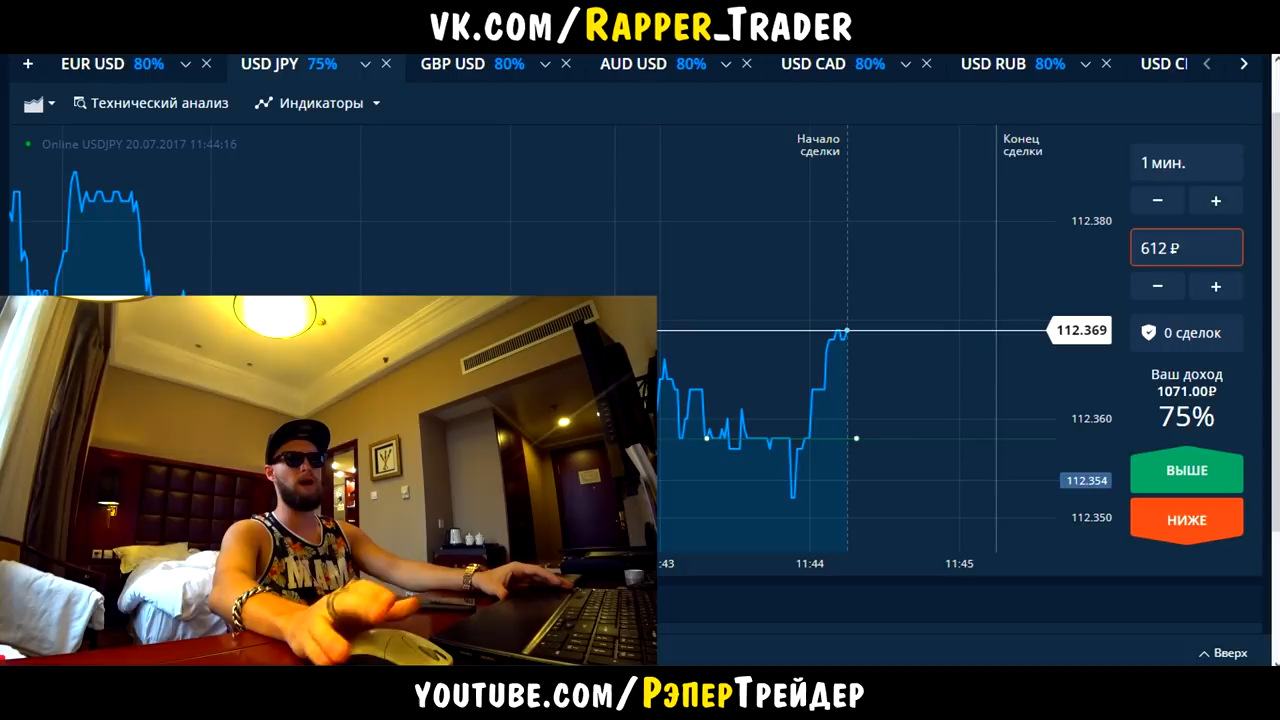 vk.com/Rapper_Trader
+ EUR USD 80% USD JPY 75% GBP USD 80% AUD USD 80% USD CAD 80% USD RUB 80%
Технический анализ Индикаторы
Online USDJPY 20.07.2017 11:44:16
Начало
сделки
Конец
сделки
1 мин.
− +
112.380
612 ₽
− +
112.369
0 сделок
Ваш доход
1071.00₽
75%
112.360
ВЫШЕ
112.354
112.350
НИЖЕ
:43 11:44 11:45
MIAMI
Вверх
youtube.com/РэперТрейдер